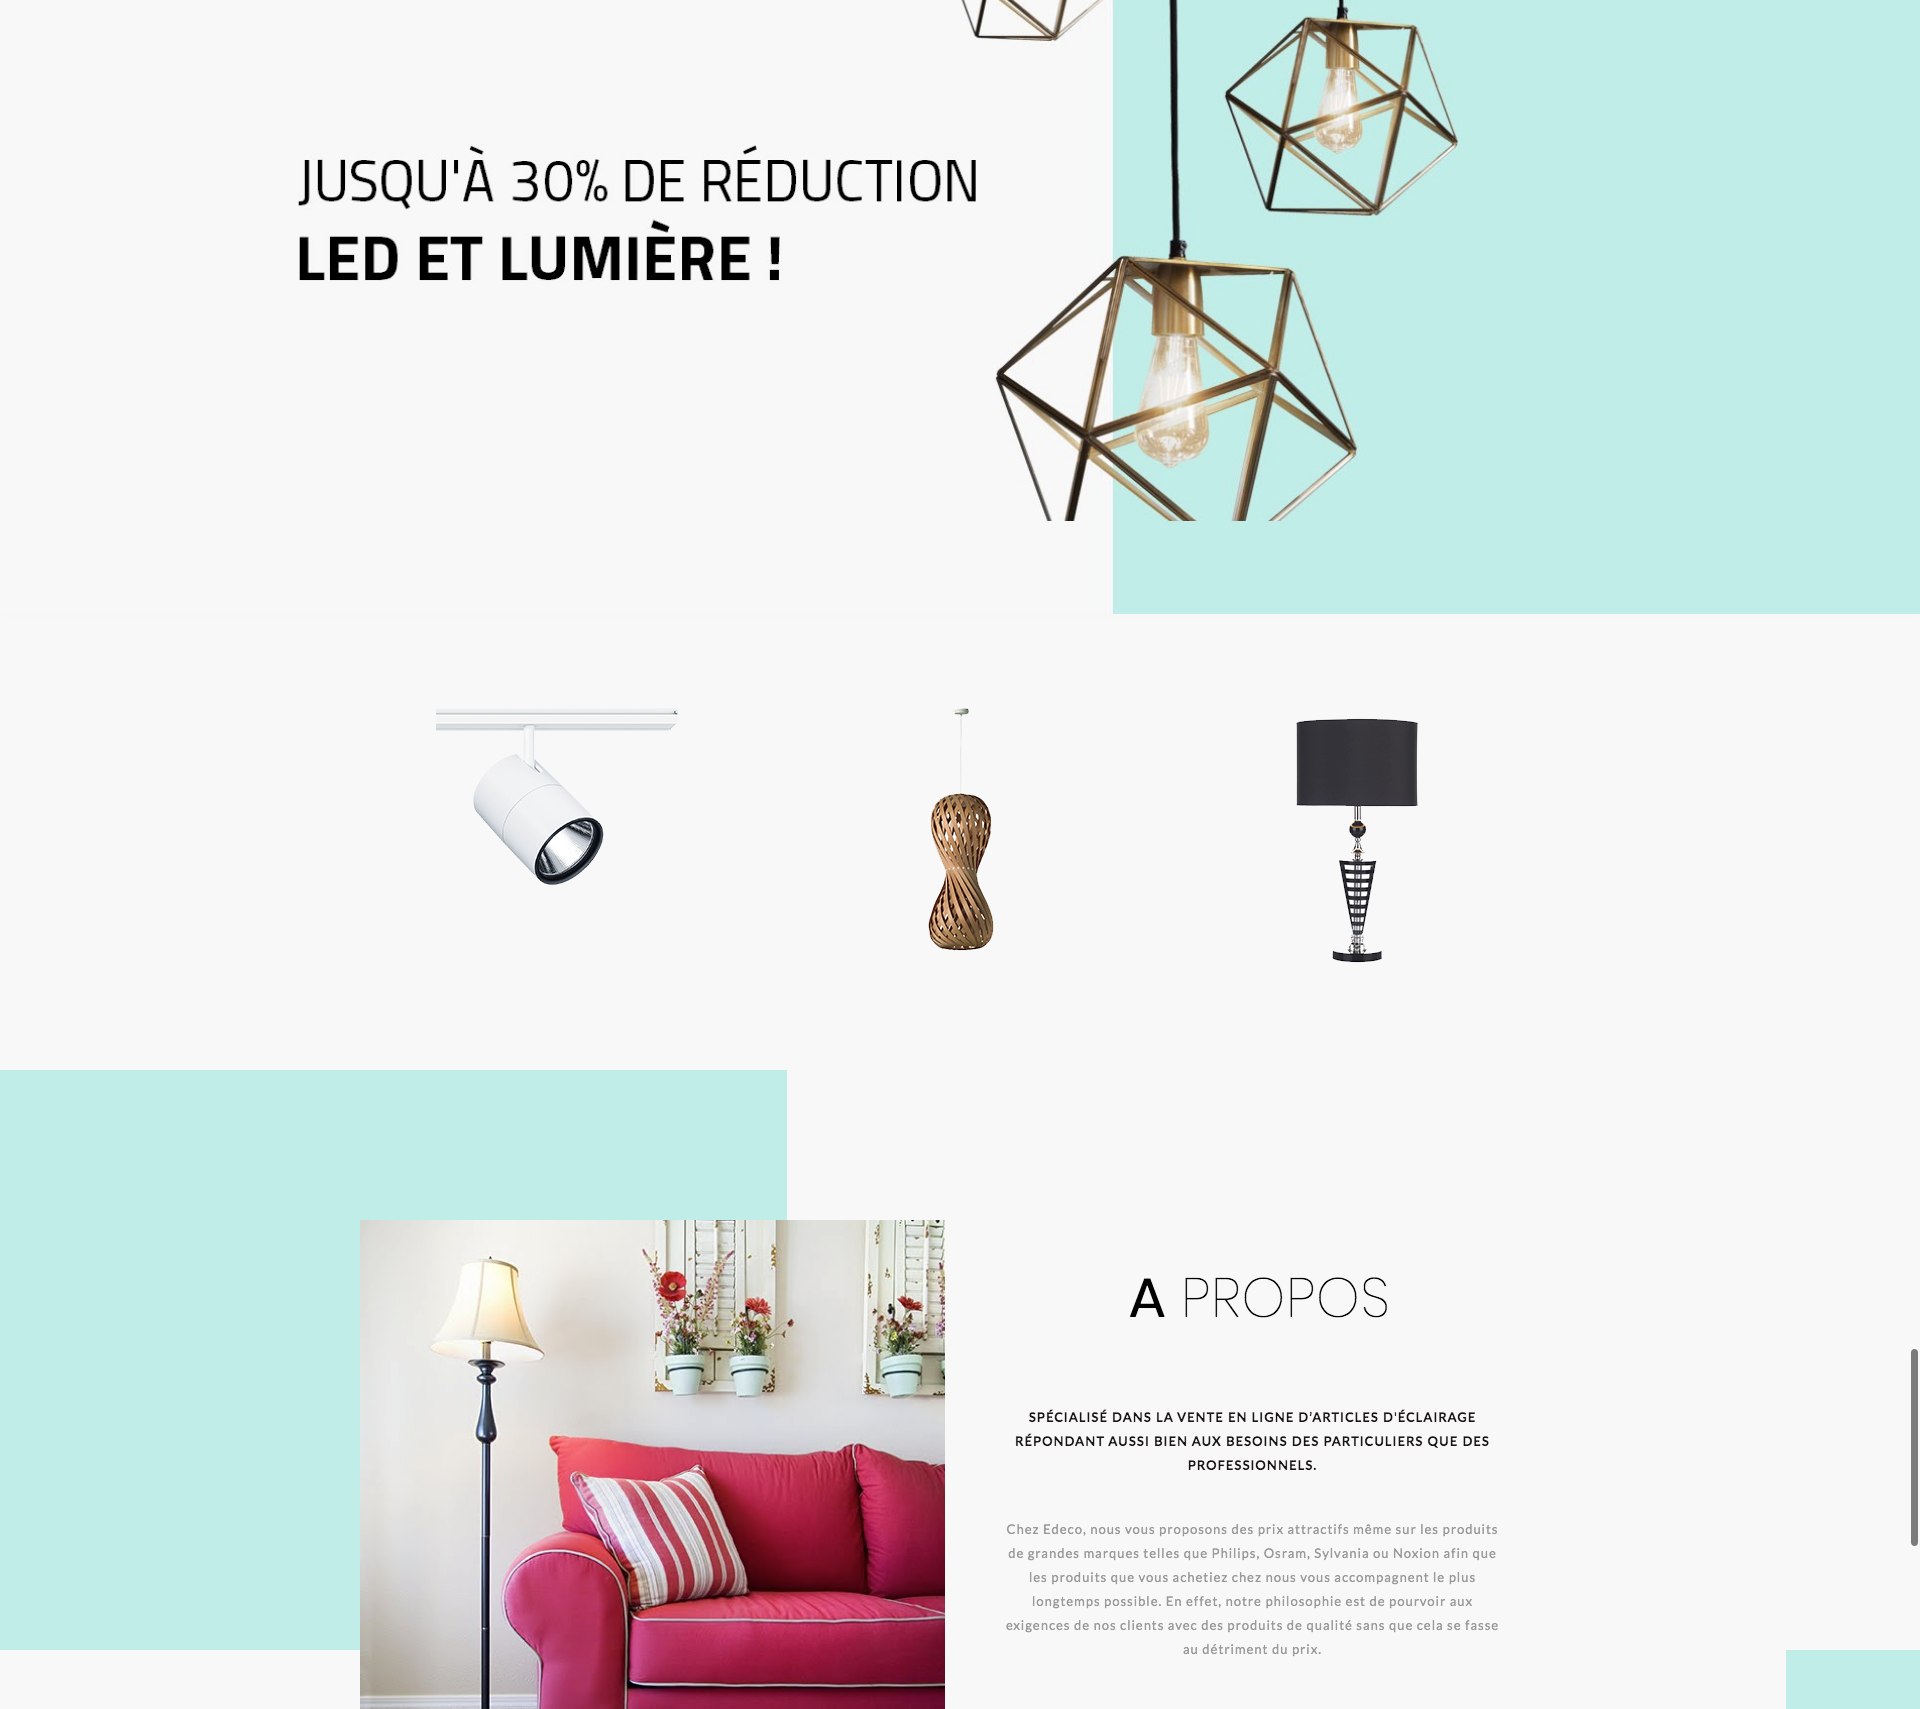 JUSQU'À 30% DE RÉDUCTION
LED ET LUMIÈRE !
A PROPOS
SPÉCIALISÉ DANS LA VENTE EN LIGNE D’ARTICLES D'ÉCLAIRAGE
RÉPONDANT AUSSI BIEN AUX BESOINS DES PARTICULIERS QUE DES
PROFESSIONNELS.
Chez Edeco, nous vous proposons des prix attractifs même sur les produits
de grandes marques telles que Philips, Osram, Sylvania ou Noxion afin que
les produits que vous achetiez chez nous vous accompagnent le plus
longtemps possible. En effet, notre philosophie est de pourvoir aux
exigences de nos clients avec des produits de qualité sans que cela se fasse
au détriment du prix.